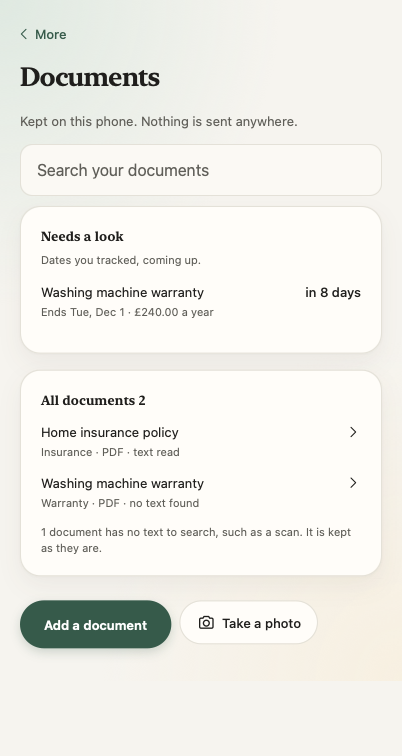 More
Documents
Kept on this phone. Nothing is sent anywhere.
Search your documents
Needs a look
Dates you tracked, coming up.
Washing machine warranty in 8 days
Ends Tue, Dec 1 · £240.00 a year
All documents 2
Home insurance policy
Insurance · PDF · text read
Washing machine warranty
Warranty · PDF · no text found
1 document has no text to search, such as a scan. It is kept
as they are.
Add a document Take a photo